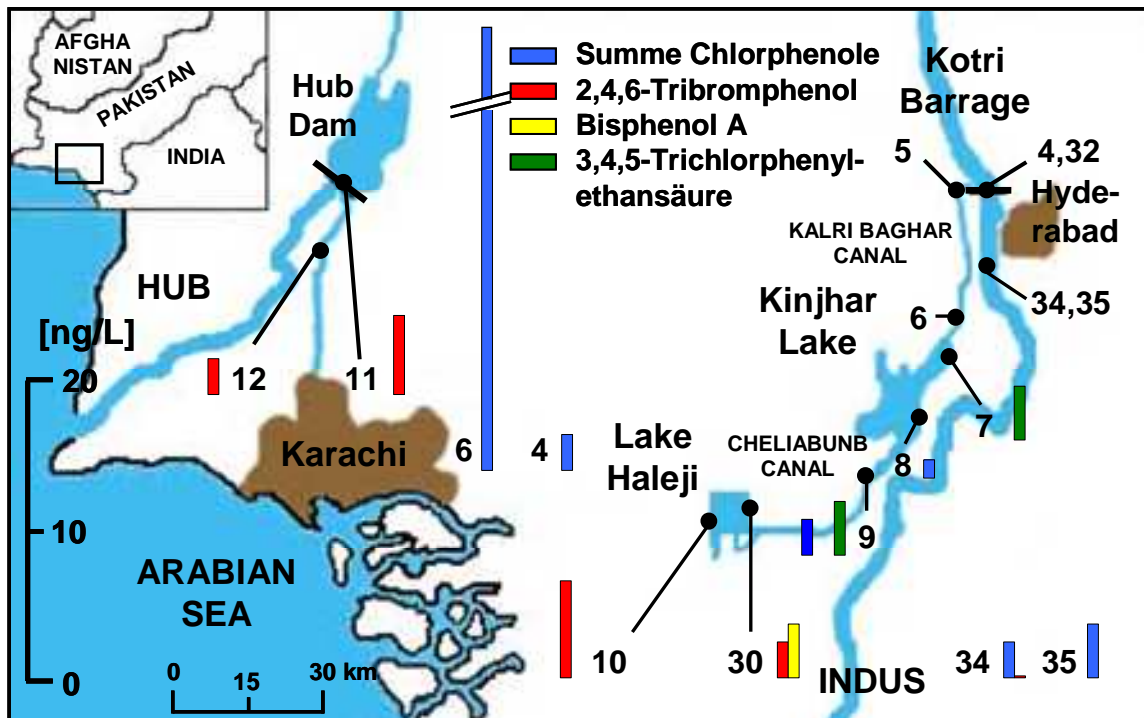 AFGHA
NISTAN
PAKISTAN
INDIA
Hub
Dam
Summe Chlorphenole
2,4,6-Tribromphenol
Bisphenol A
3,4,5-Trichlorphenyl-
ethansäure
Kotri
Barrage
5
4,32
Hyde-
rabad
KALRI BAGHAR
CANAL
34,35
HUB
Kinjhar
Lake
6
[ng/L]
20
12
11
7
Karachi
6
4
Lake
Haleji
CHELIABUNB
CANAL
8
9
10
ARABIAN
SEA
10
30
34
35
INDUS
0
0
15
30 km